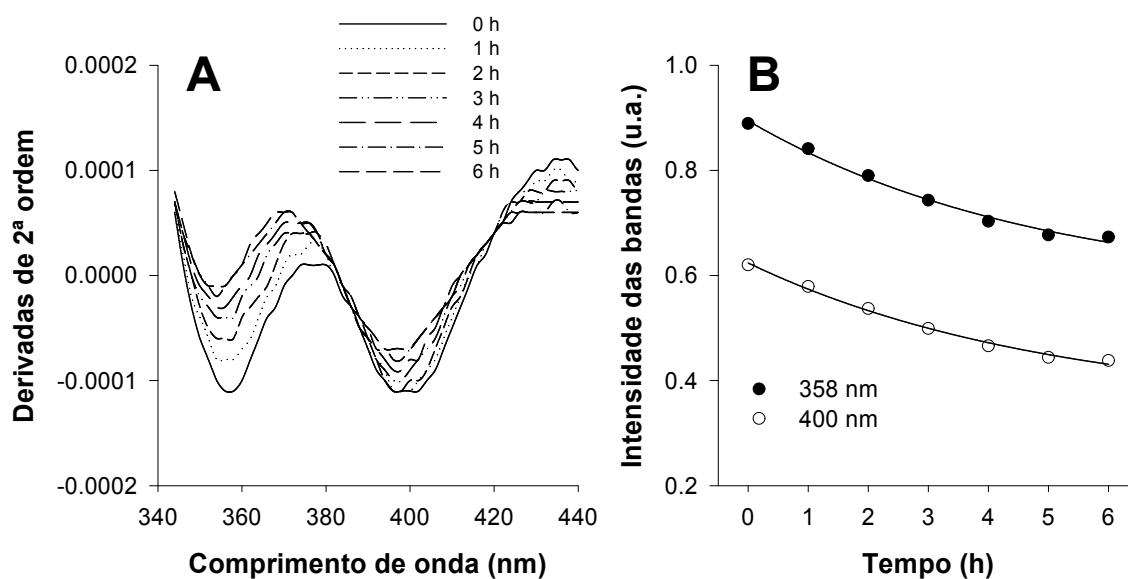 0 h
1 h
2 h
3 h
4 h
5 h
6 h
A
0.0002
0.0001
0.0000
-0.0001
-0.0002
Derivadas de 2ª ordem
340 360 380 400 420 440
Comprimento de onda (nm)
B
1.0
0.8
0.6
0.4
0.2
Intensidade das bandas (u.a.)
358 nm
400 nm
0 1 2 3 4 5 6
Tempo (h)